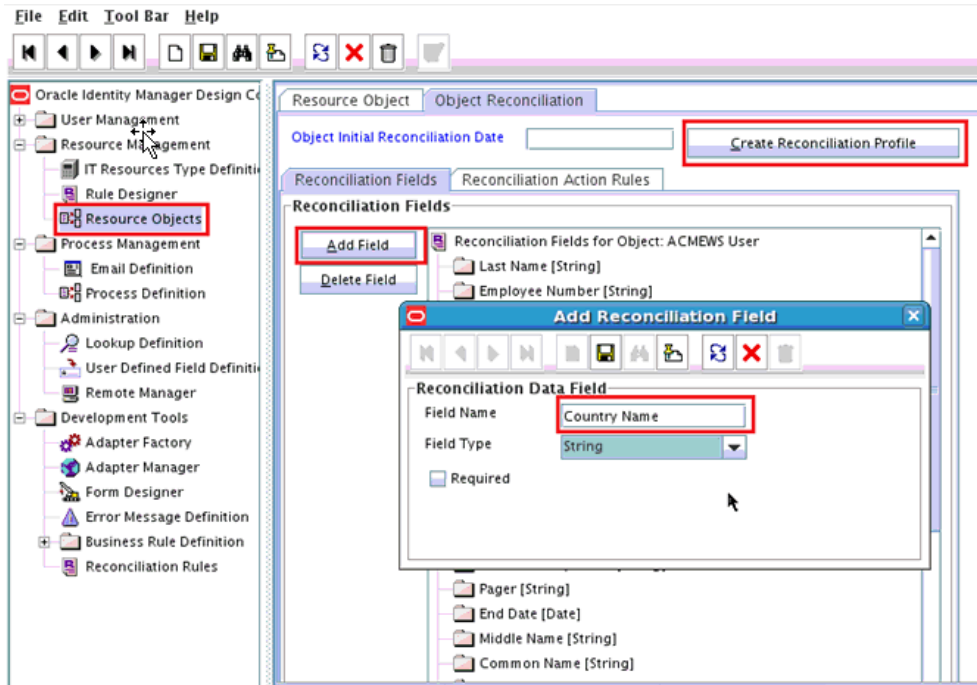 File Edit Tool Bar Help
Oracle Identity Manager Design Co
User Management
Resource Management
IT Resources Type Definiti
Rule Designer
Resource Objects
Process Management
Email Definition
Process Definition
Administration
Lookup Definition
User Defined Field Definiti
Remote Manager
Development Tools
Adapter Factory
Adapter Manager
Form Designer
Error Message Definition
Business Rule Definition
Reconciliation Rules
Resource Object Object Reconciliation
Object Initial Reconciliation Date
Create Reconciliation Profile
Reconciliation Fields Reconciliation Action Rules
Reconciliation Fields
Add Field
Delete Field
Reconciliation Fields for Object: ACMEWS User
Last Name [String]
Employee Number [String]
Add Reconciliation Field
Reconciliation Data Field
Field Name Country Name
Field Type String
Required
Pager [String]
End Date [Date]
Middle Name [String]
Common Name [String]